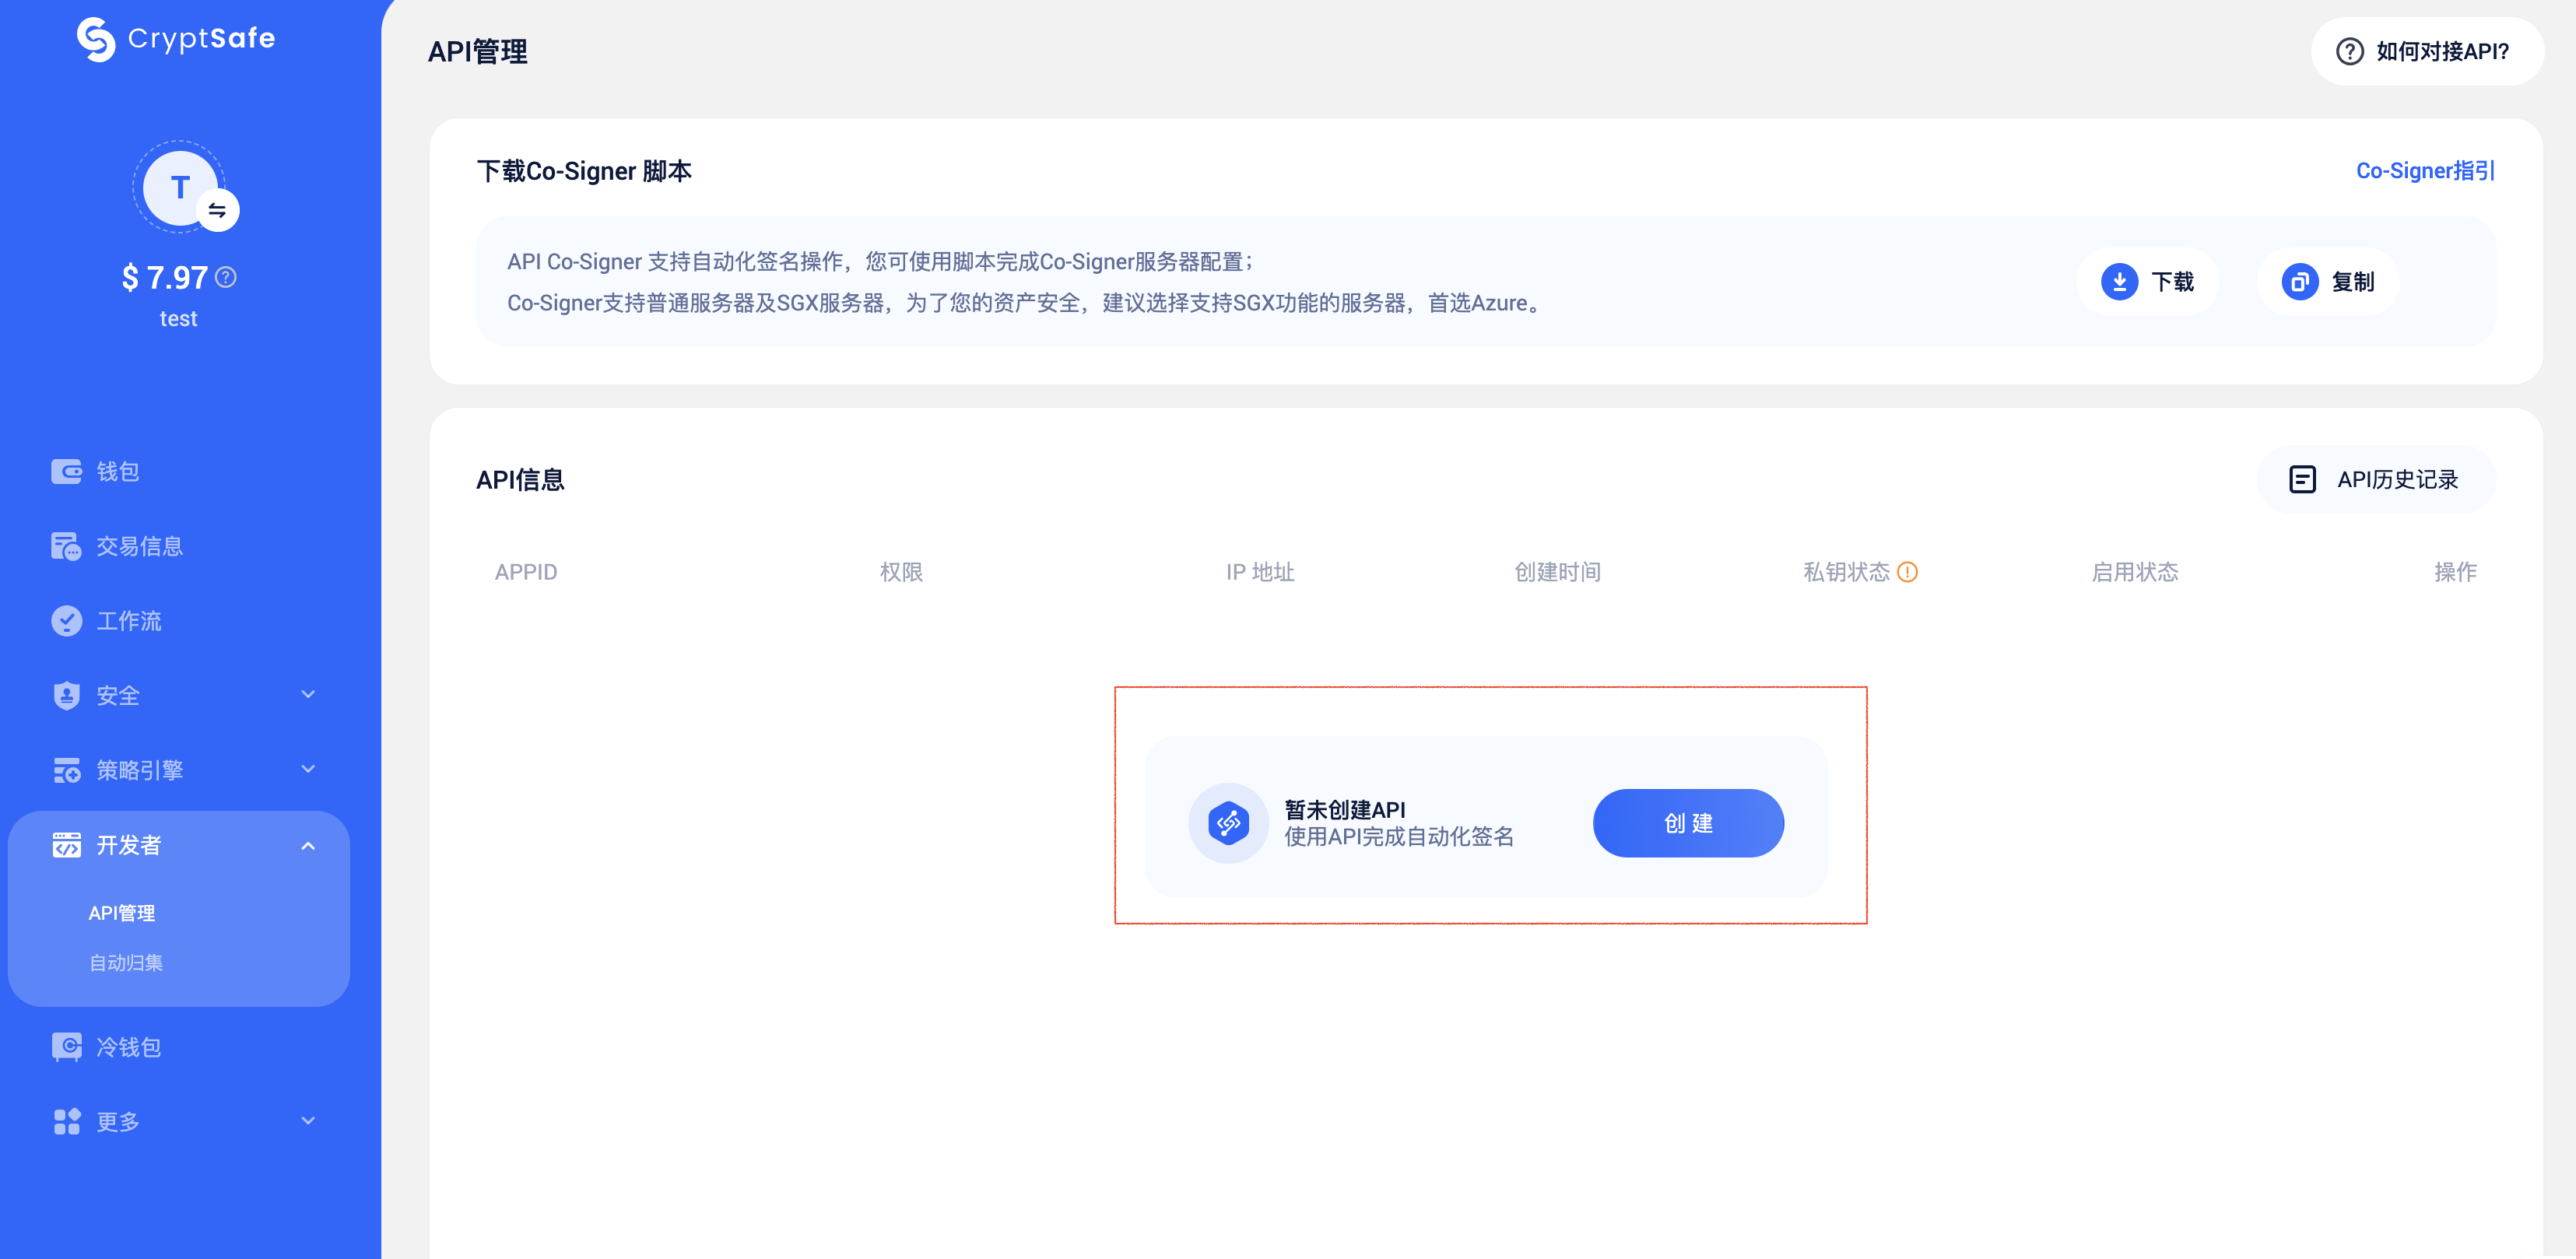 CryptSafe
T
$ 7.97
test
钱包
交易信息
工作流
安全
策略引擎
开发者
API管理
自动归集
冷钱包
更多
API管理
如何对接API?
下载Co-Signer 脚本
Co-Signer指引
API Co-Signer 支持自动化签名操作，您可使用脚本完成Co-Signer服务器配置；
Co-Signer支持普通服务器及SGX服务器，为了您的资产安全，建议选择支持SGX功能的服务器，首选Azure。
下载
复制
API信息
API历史记录
APPID 权限 IP 地址 创建时间 私钥状态 启用状态 操作
暂未创建API
使用API完成自动化签名
创 建